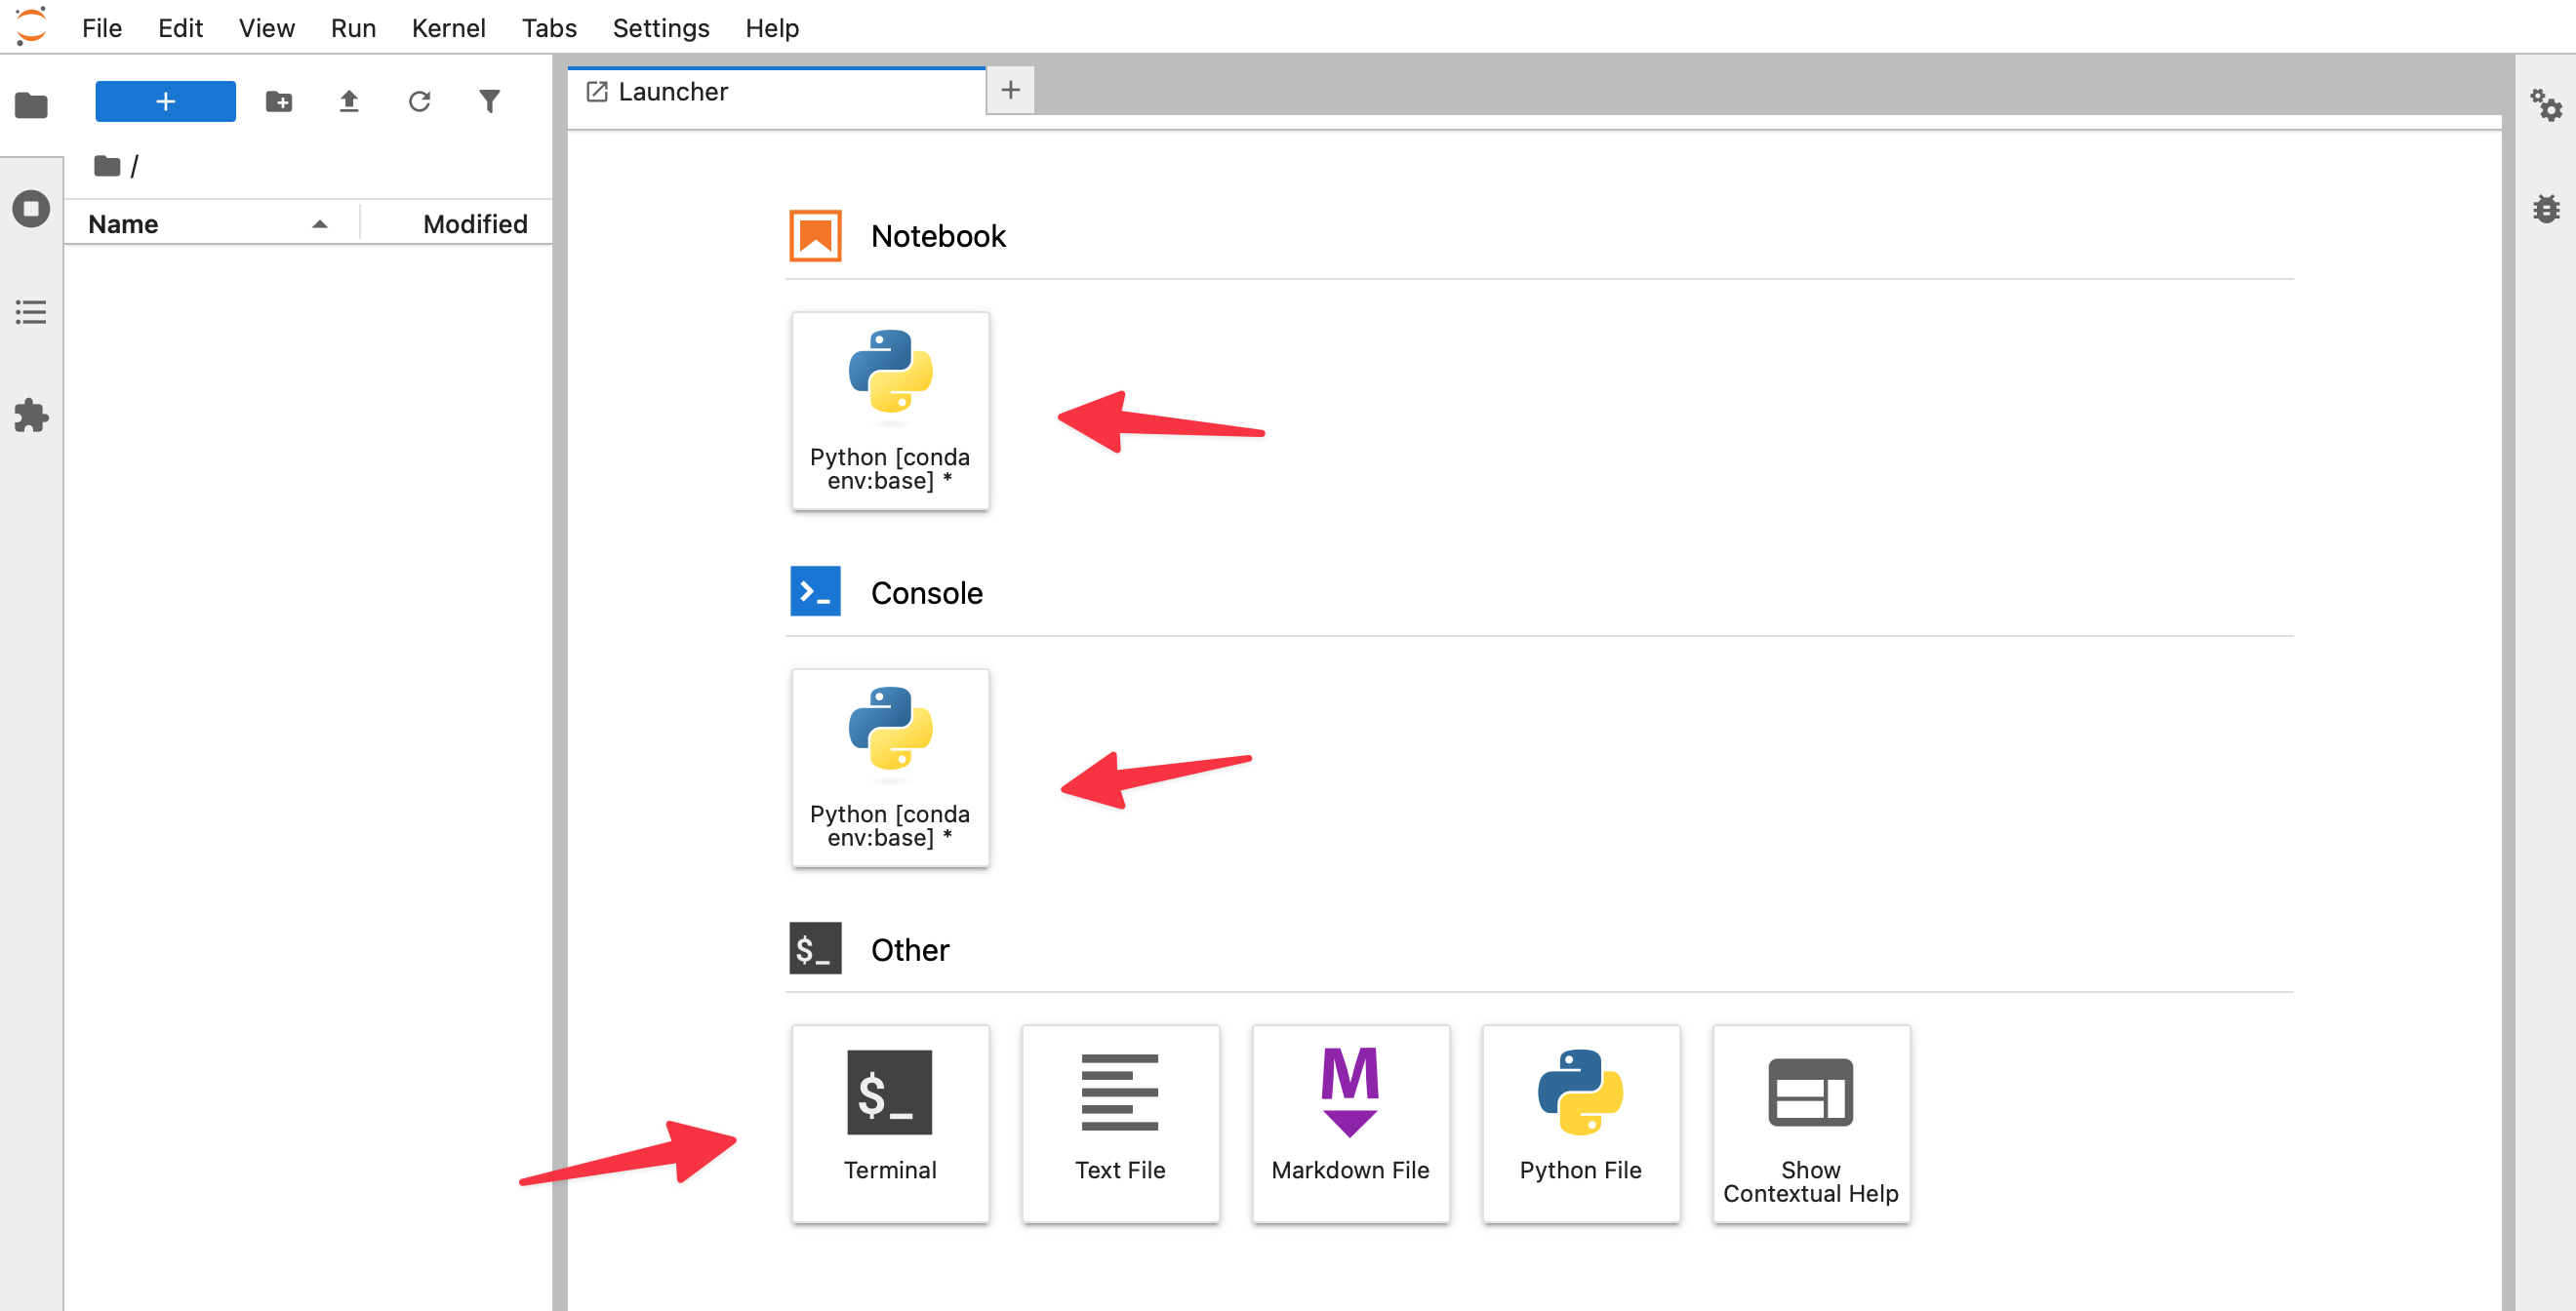 File Edit View Run Kernel Tabs Settings Help
+
Launcher
+
/
Name Modified
Notebook
Python [conda
env:base] *
>_ Console
Python [conda
env:base] *
$_ Other
$_
Terminal
Text File
M
Markdown File
Python File
Show
Contextual Help